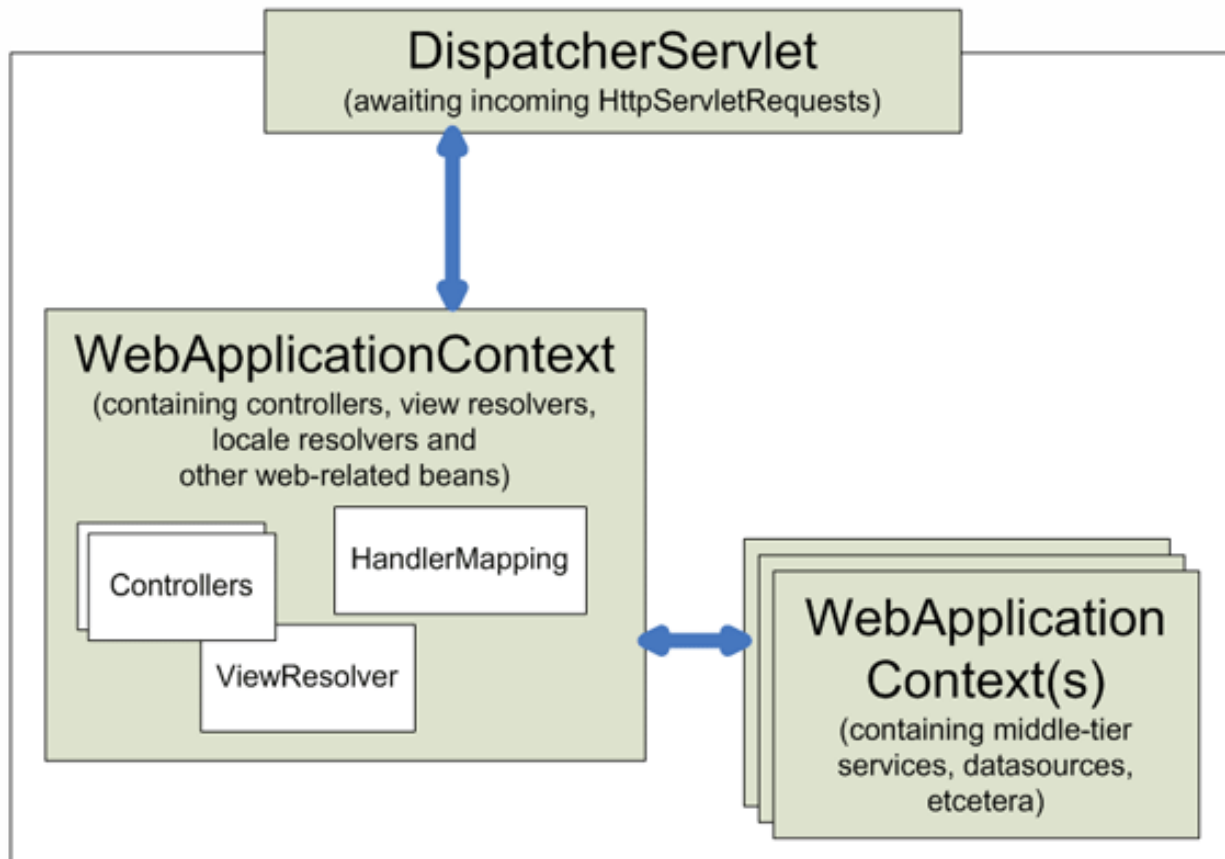 DispatcherServlet
(awaiting incoming HttpServletRequests)
WebApplicationContext
(containing controllers, view resolvers,
locale resolvers and
other web-related beans)
Controllers
HandlerMapping
ViewResolver
WebApplication
Context(s)
(containing middle-tier
services, datasources,
etcetera)